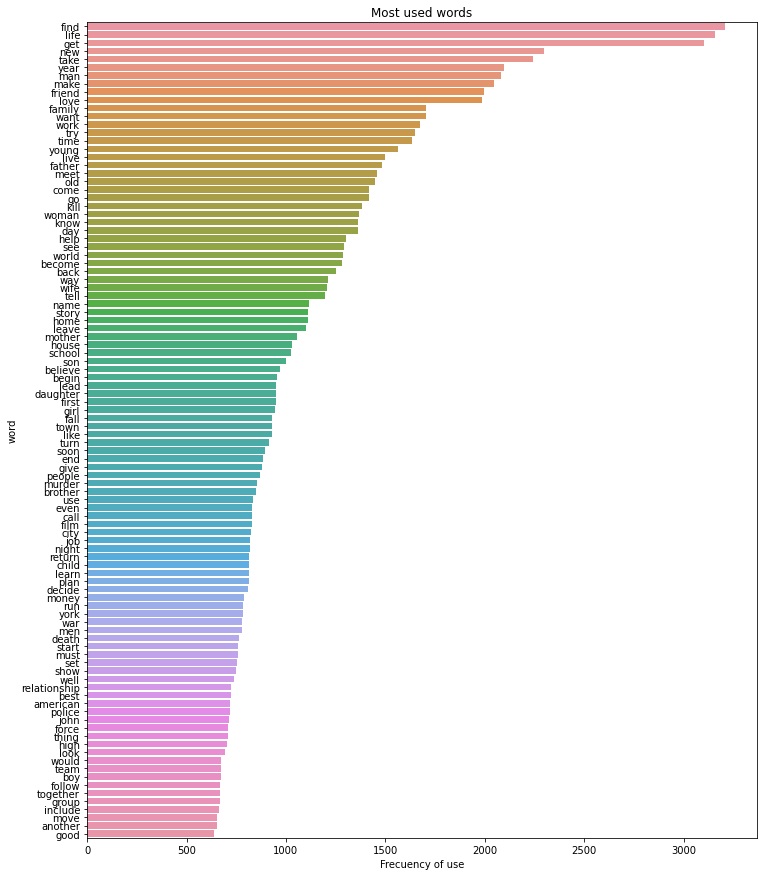 Most used words
find
life
get
new
take
year
man
make
friend
love
family
want
work
try
time
young
live
father
meet
old
come
go
kill
woman
know
day
help
see
world
become
back
way
wife
tell
name
story
home
leave
mother
house
school
son
believe
begin
lead
daughter
first
girl
fall
town
like
turn
soon
end
give
people
murder
brother
use
even
call
film
city
job
night
return
child
learn
plan
decide
money
run
york
war
men
death
start
must
set
show
well
relationship
best
american
police
john
force
thing
high
look
would
team
boy
follow
together
group
include
move
another
good
word
0 500 1000 1500 2000 2500 3000
Frecuency of use